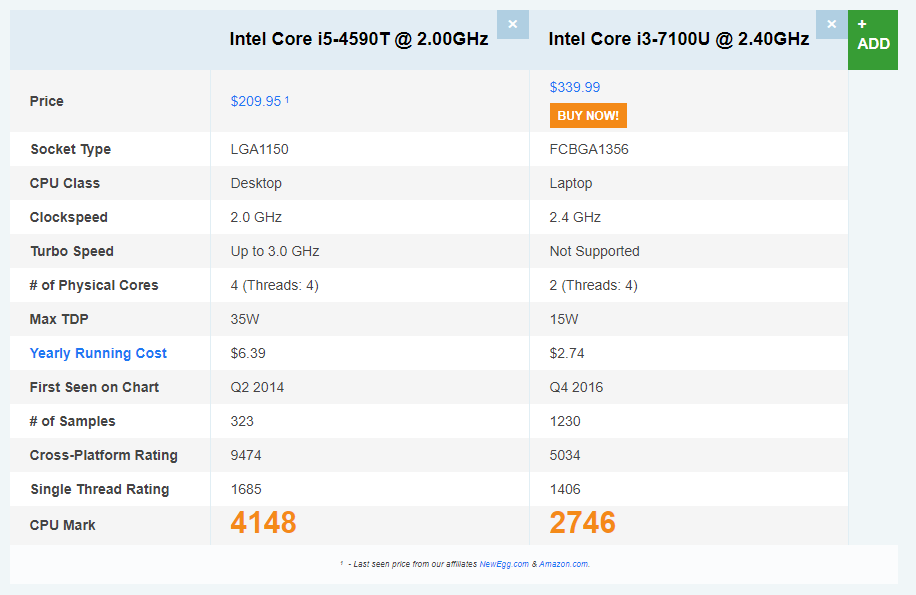 Intel Core i5-4590T @ 2.00GHz × Intel Core i3-7100U @ 2.40GHz × + ADD
Price $209.95 ¹ $339.99
BUY NOW!
Socket Type LGA1150 FCBGA1356
CPU Class Desktop Laptop
Clockspeed 2.0 GHz 2.4 GHz
Turbo Speed Up to 3.0 GHz Not Supported
# of Physical Cores 4 (Threads: 4) 2 (Threads: 4)
Max TDP 35W 15W
Yearly Running Cost $6.39 $2.74
First Seen on Chart Q2 2014 Q4 2016
# of Samples 323 1230
Cross-Platform Rating 9474 5034
Single Thread Rating 1685 1406
CPU Mark 4148 2746
¹ - Last seen price from our affiliates NewEgg.com & Amazon.com.